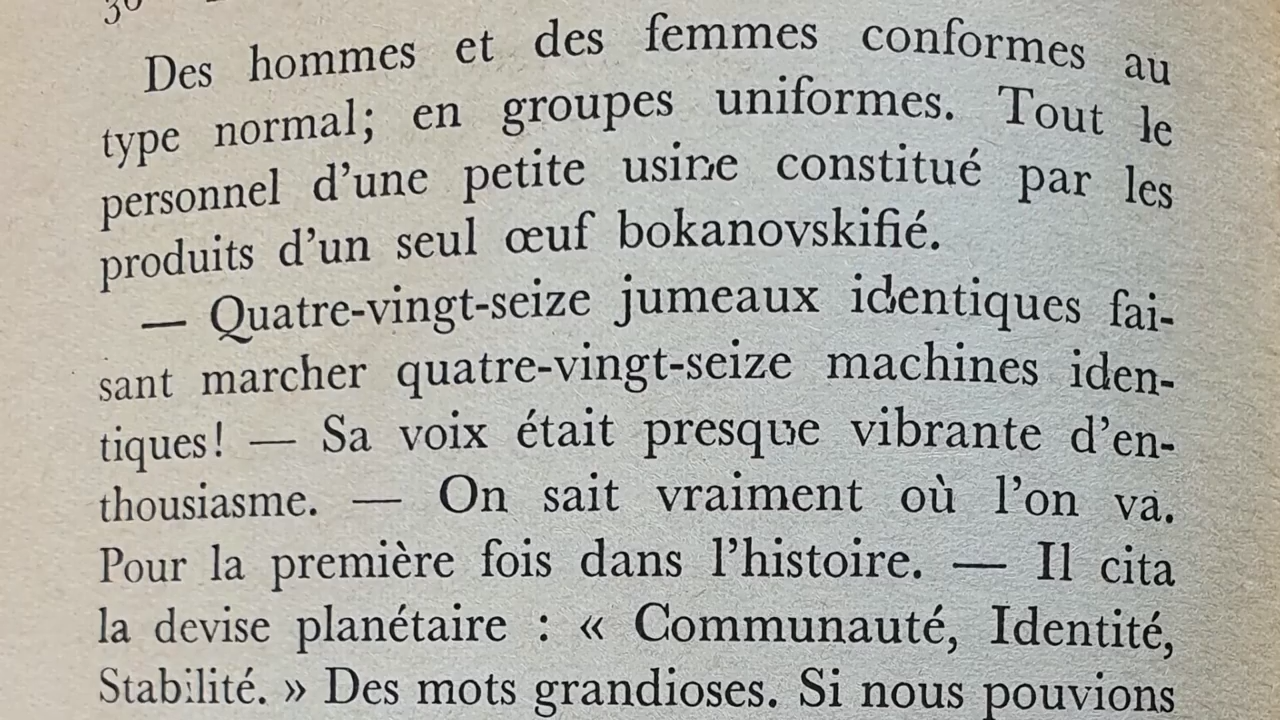 Des hommes et des femmes conformes au
type normal; en groupes uniformes. Tout le
personnel d'une petite usine constitué par les
produits d'un seul œuf bokanovskifié.
— Quatre-vingt-seize jumeaux identiques fai-
sant marcher quatre-vingt-seize machines iden-
tiques! — Sa voix était presque vibrante d'en-
thousiasme. — On sait vraiment où l'on va.
Pour la première fois dans l'histoire. — Il cita
la devise planétaire : « Communauté, Identité,
Stabilité. » Des mots grandioses. Si nous pouvions